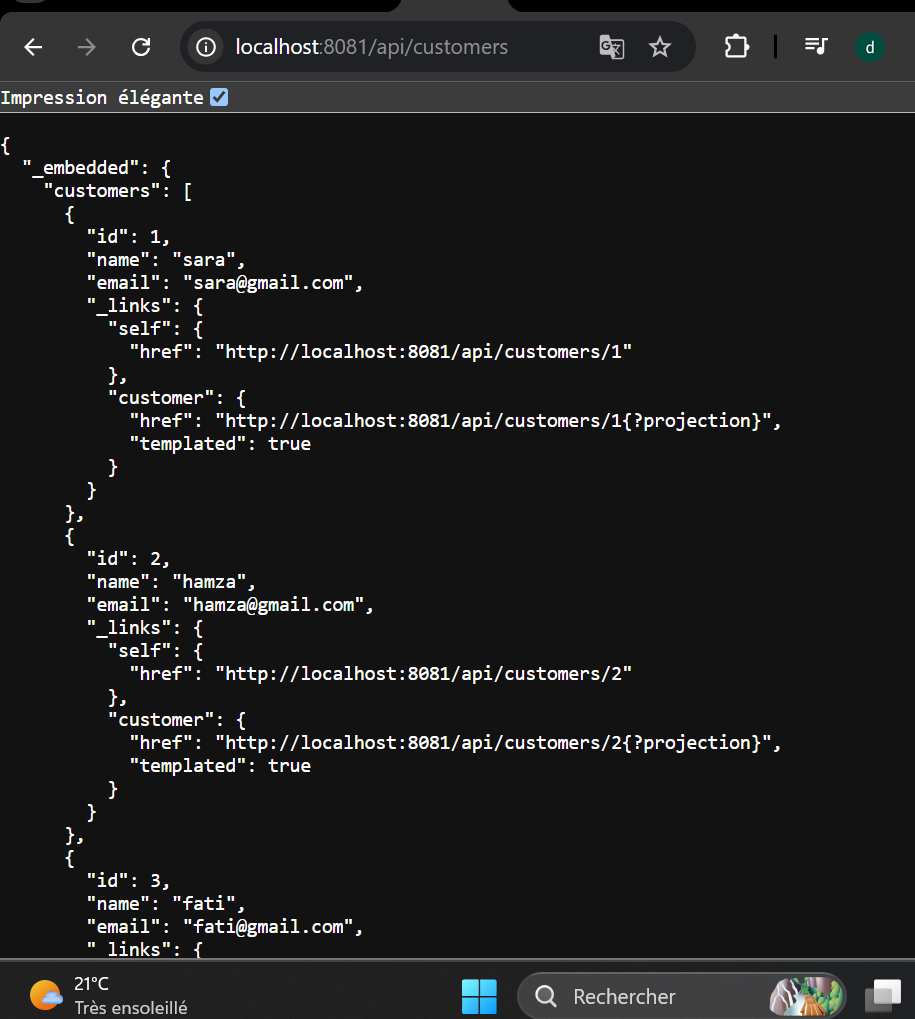 localhost:8081/api/customers
d
Impression élégante
{
  "_embedded": {
    "customers": [
      {
        "id": 1,
        "name": "sara",
        "email": "sara@gmail.com",
        "_links": {
          "self": {
            "href": "http://localhost:8081/api/customers/1"
          },
          "customer": {
            "href": "http://localhost:8081/api/customers/1{?projection}",
            "templated": true
          }
        }
      },
      {
        "id": 2,
        "name": "hamza",
        "email": "hamza@gmail.com",
        "_links": {
          "self": {
            "href": "http://localhost:8081/api/customers/2"
          },
          "customer": {
            "href": "http://localhost:8081/api/customers/2{?projection}",
            "templated": true
          }
        }
      },
      {
        "id": 3,
        "name": "fati",
        "email": "fati@gmail.com",
        "_links": {
21°C
Très ensoleillé
Rechercher